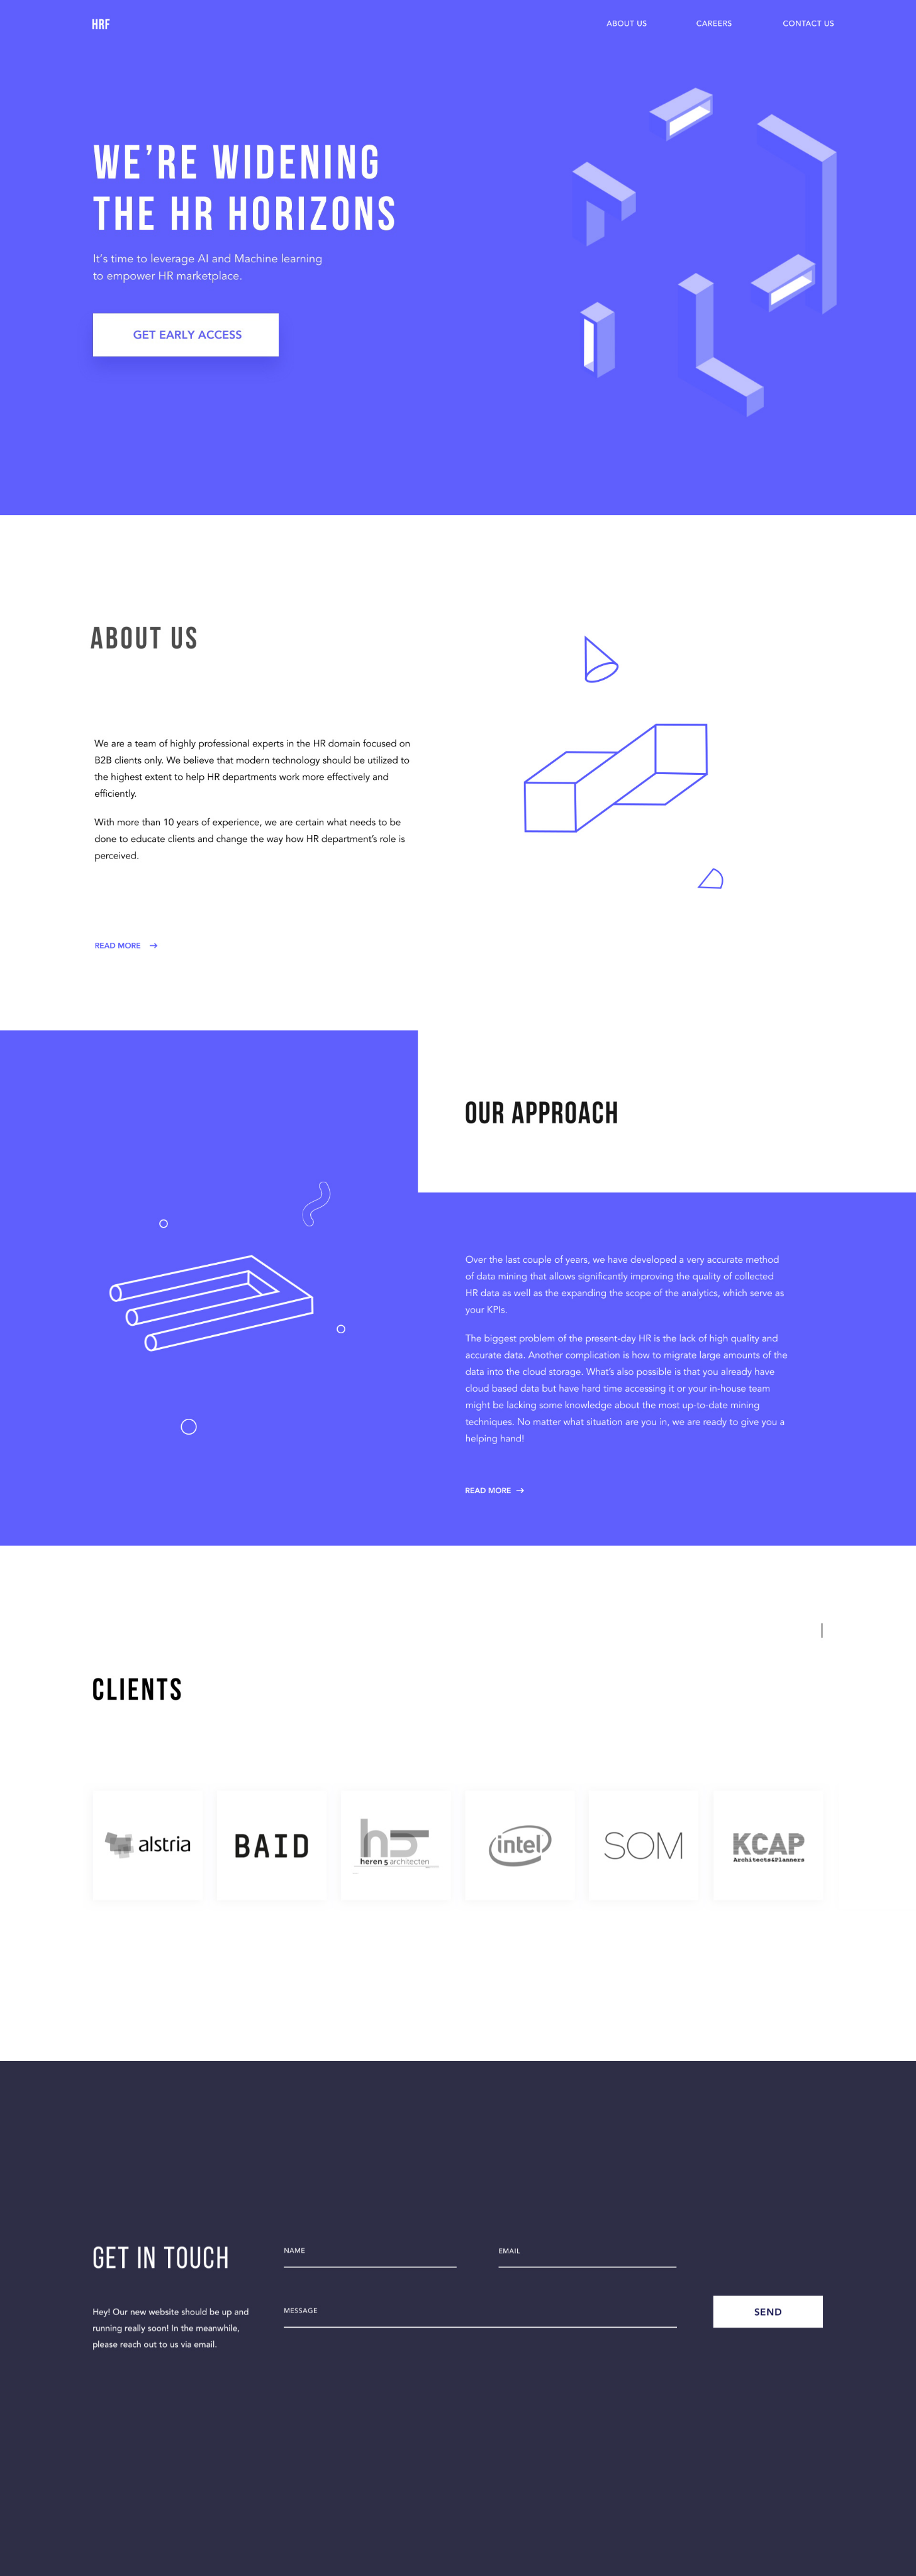 HRF
ABOUT US
CAREERS
CONTACT US
WE'RE WIDENING
THE HR HORIZONS
It's time to leverage AI and Machine learning
to empower HR marketplace.
GET EARLY ACCESS
ABOUT US
We are a team of highly professional experts in the HR domain focused on
B2B clients only. We believe that modern technology should be utilized to
the highest extent to help HR departments work more effectively and
efficiently.
With more than 10 years of experience, we are certain what needs to be
done to educate clients and change the way how HR department's role is
perceived.
READ MORE →
OUR APPROACH
Over the last couple of years, we have developed a very accurate method
of data mining that allows significantly improving the quality of collected
HR data as well as the expanding the scope of the analytics, which serve as
your KPIs.
The biggest problem of the present-day HR is the lack of high quality and
accurate data. Another complication is how to migrate large amounts of the
data into the cloud storage. What's also possible is that you already have
cloud based data but have hard time accessing it or your in-house team
might be lacking some knowledge about the most up-to-date mining
techniques. No matter what situation are you in, we are ready to give you a
helping hand!
READ MORE →
CLIENTS
alstria
BAID
h5
heren 5 architecten
intel
SOM
KCAP
Architects&Planners
GET IN TOUCH
Hey! Our new website should be up and
running really soon! In the meanwhile,
please reach out to us via email.
NAME
EMAIL
MESSAGE
SEND